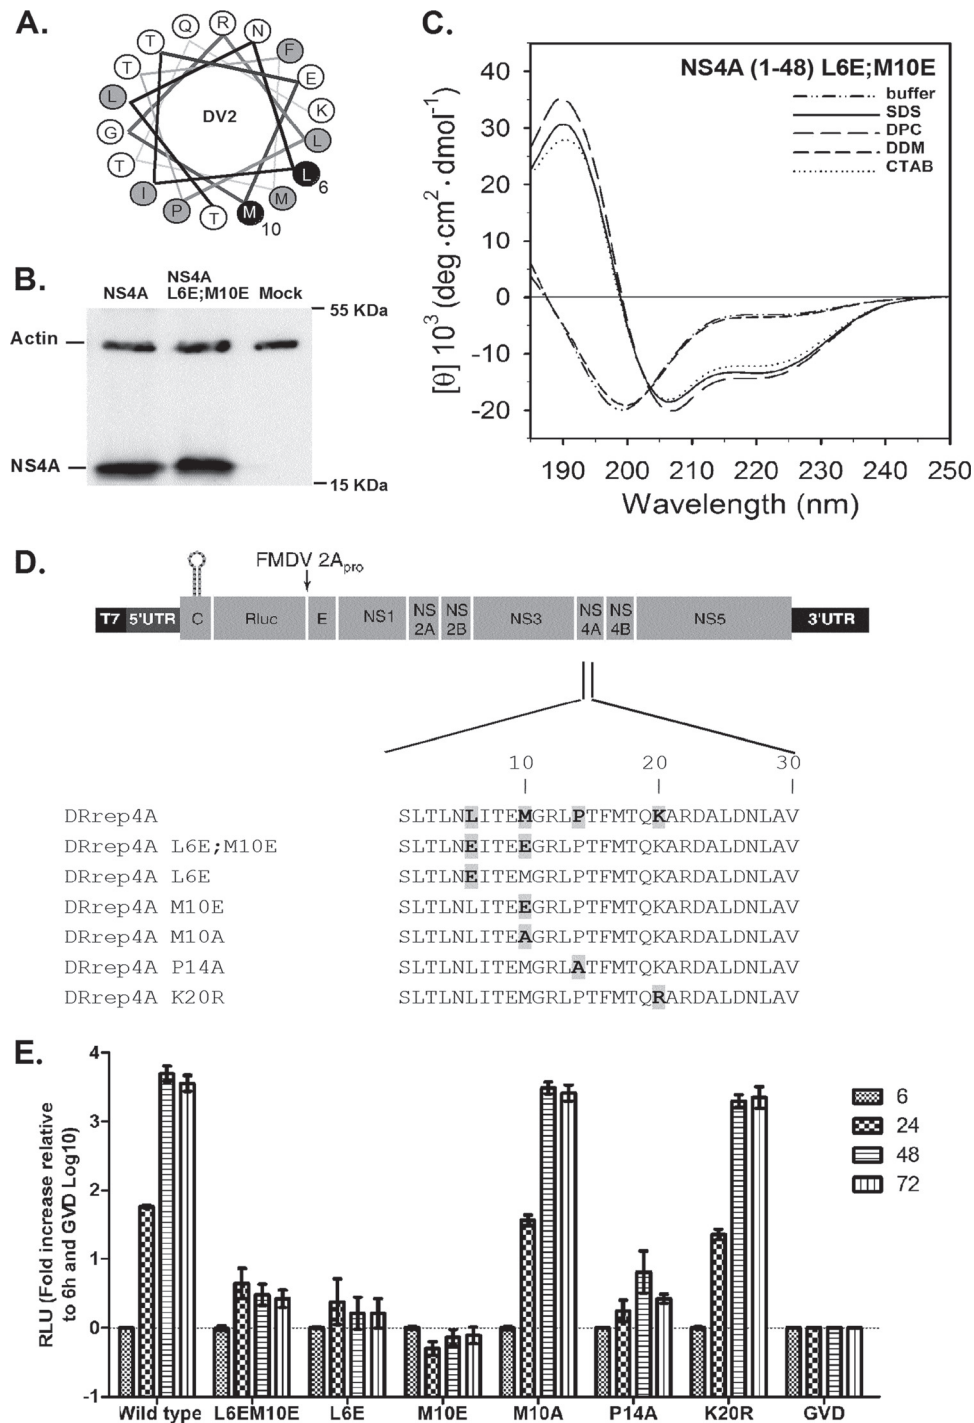 A.
Q R N
T F
T E
L K
DV2
G L
T L 6
I M
P T M 10
B.
NS4A
NS4A
L6E;M10E
Mock
55 KDa
Actin
NS4A
15 KDa
C.
NS4A (1-48) L6E;M10E
buffer
SDS
DPC
DDM
CTAB
40
30
20
10
0
-10
-20
[θ] 10³ (deg·cm²·dmol⁻¹)
190 200 210 220 230 240 250
Wavelength (nm)
D.
FMDV 2Apro
T7 5'UTR C Rluc E NS1 NS 2A NS 2B NS3 NS 4A NS 4B NS5 3'UTR
10 20 30
DRrep4A SLTLNLITEMGRLPTFMTQKARDALDNLAV
DRrep4A L6E;M10E SLTLNEITEEGRLPTFMTQKARDALDNLAV
DRrep4A L6E SLTLNEITEMGRLPTFMTQKARDALDNLAV
DRrep4A M10E SLTLNLITEEGRLPTFMTQKARDALDNLAV
DRrep4A M10A SLTLNLITEAGRLPTFMTQKARDALDNLAV
DRrep4A P14A SLTLNLITEMGRLATFMTQKARDALDNLAV
DRrep4A K20R SLTLNLITEMGRLPTFMTQRARDALDNLAV
E.
RLU (Fold increase relative
to 6h and GVD Log10)
4
3
2
1
0
-1
6
24
48
72
Wild type L6EM10E L6E M10E M10A P14A K20R GVD